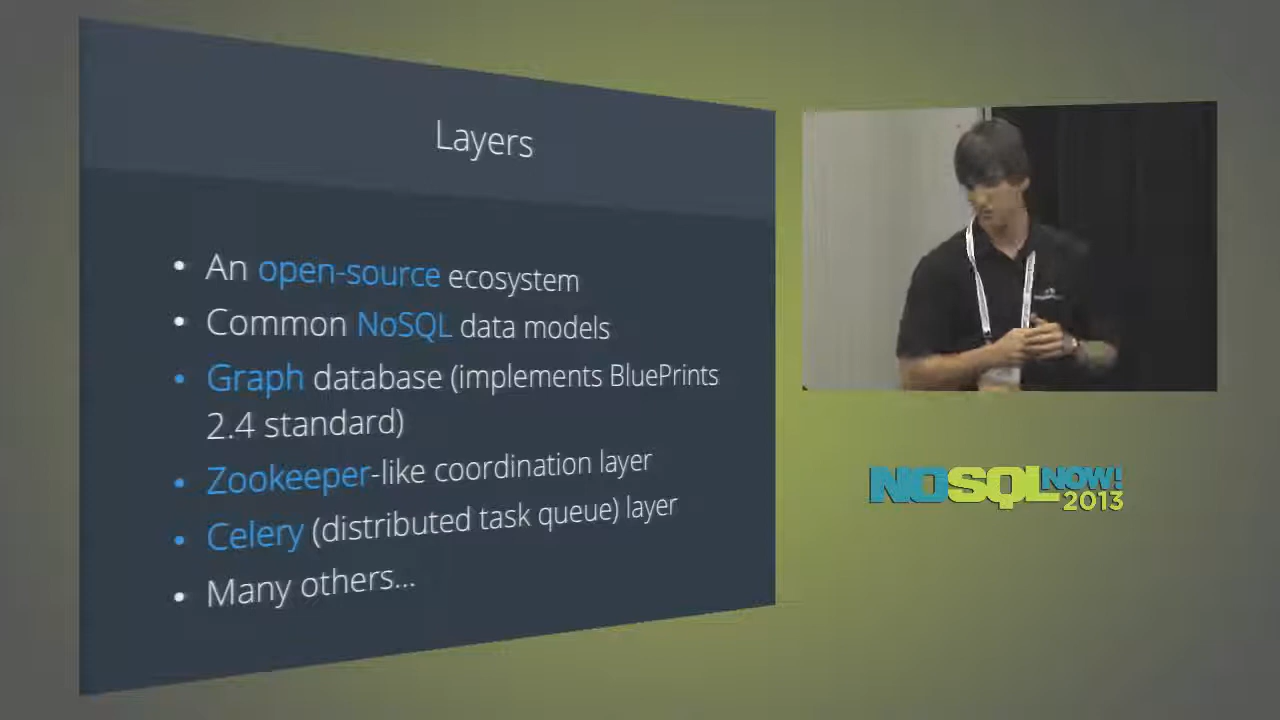 Layers
• An open-source ecosystem
• Common NoSQL data models
• Graph database (implements BluePrints
2.4 standard)
• Zookeeper-like coordination layer
• Celery (distributed task queue) layer
• Many others...
NOSQL NOW!
2013